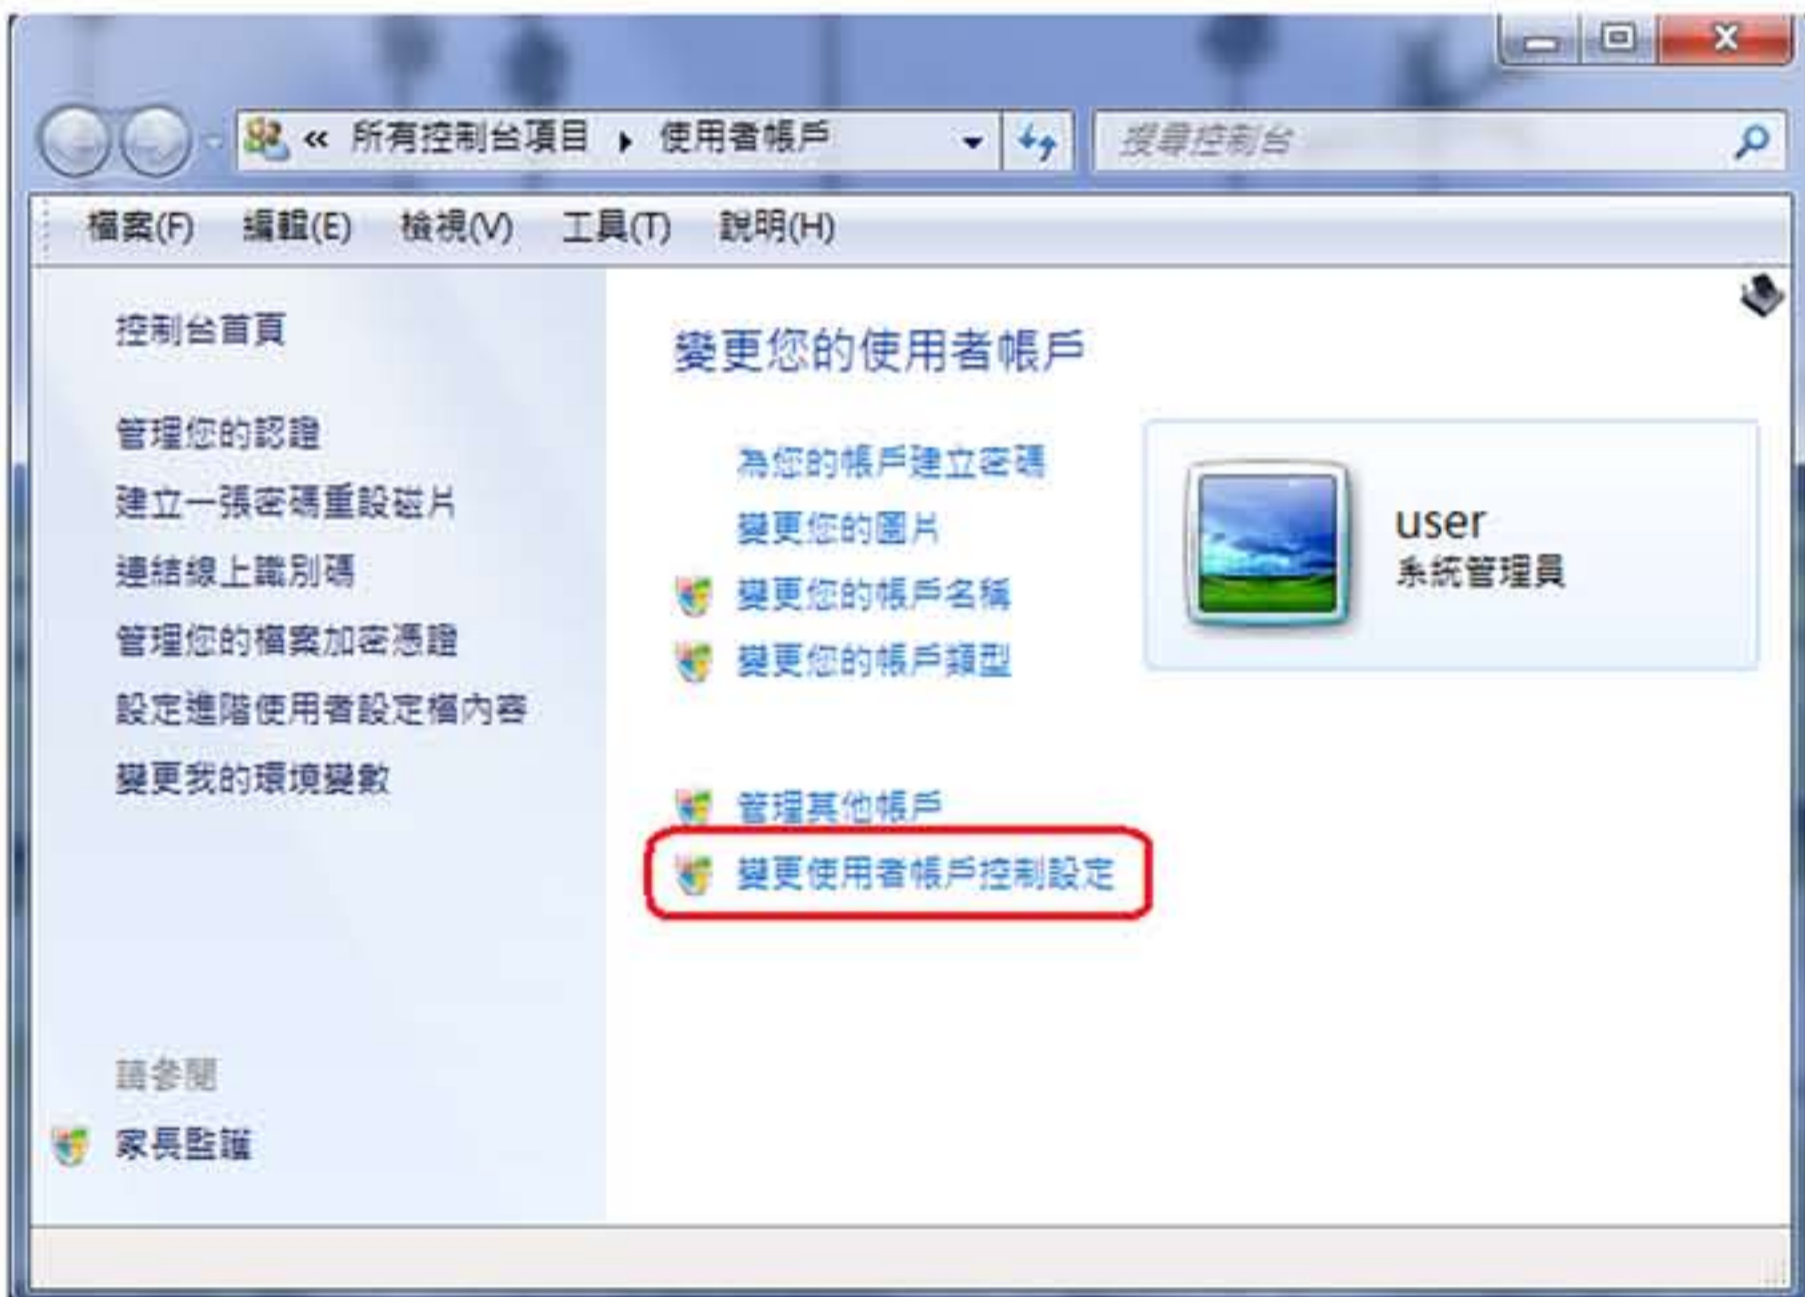 « 所有控制台項目 ▸ 使用者帳戶
搜尋控制台
檔案(F) 編輯(E) 檢視(V) 工具(T) 說明(H)
控制台首頁
管理您的認證
建立一張密碼重設磁片
連結線上識別碼
管理您的檔案加密憑證
設定進階使用者設定檔內容
變更我的環境變數
請參閱
家長監護
變更您的使用者帳戶
為您的帳戶建立密碼
變更您的圖片
變更您的帳戶名稱
變更您的帳戶類型
管理其他帳戶
變更使用者帳戶控制設定
user
系統管理員